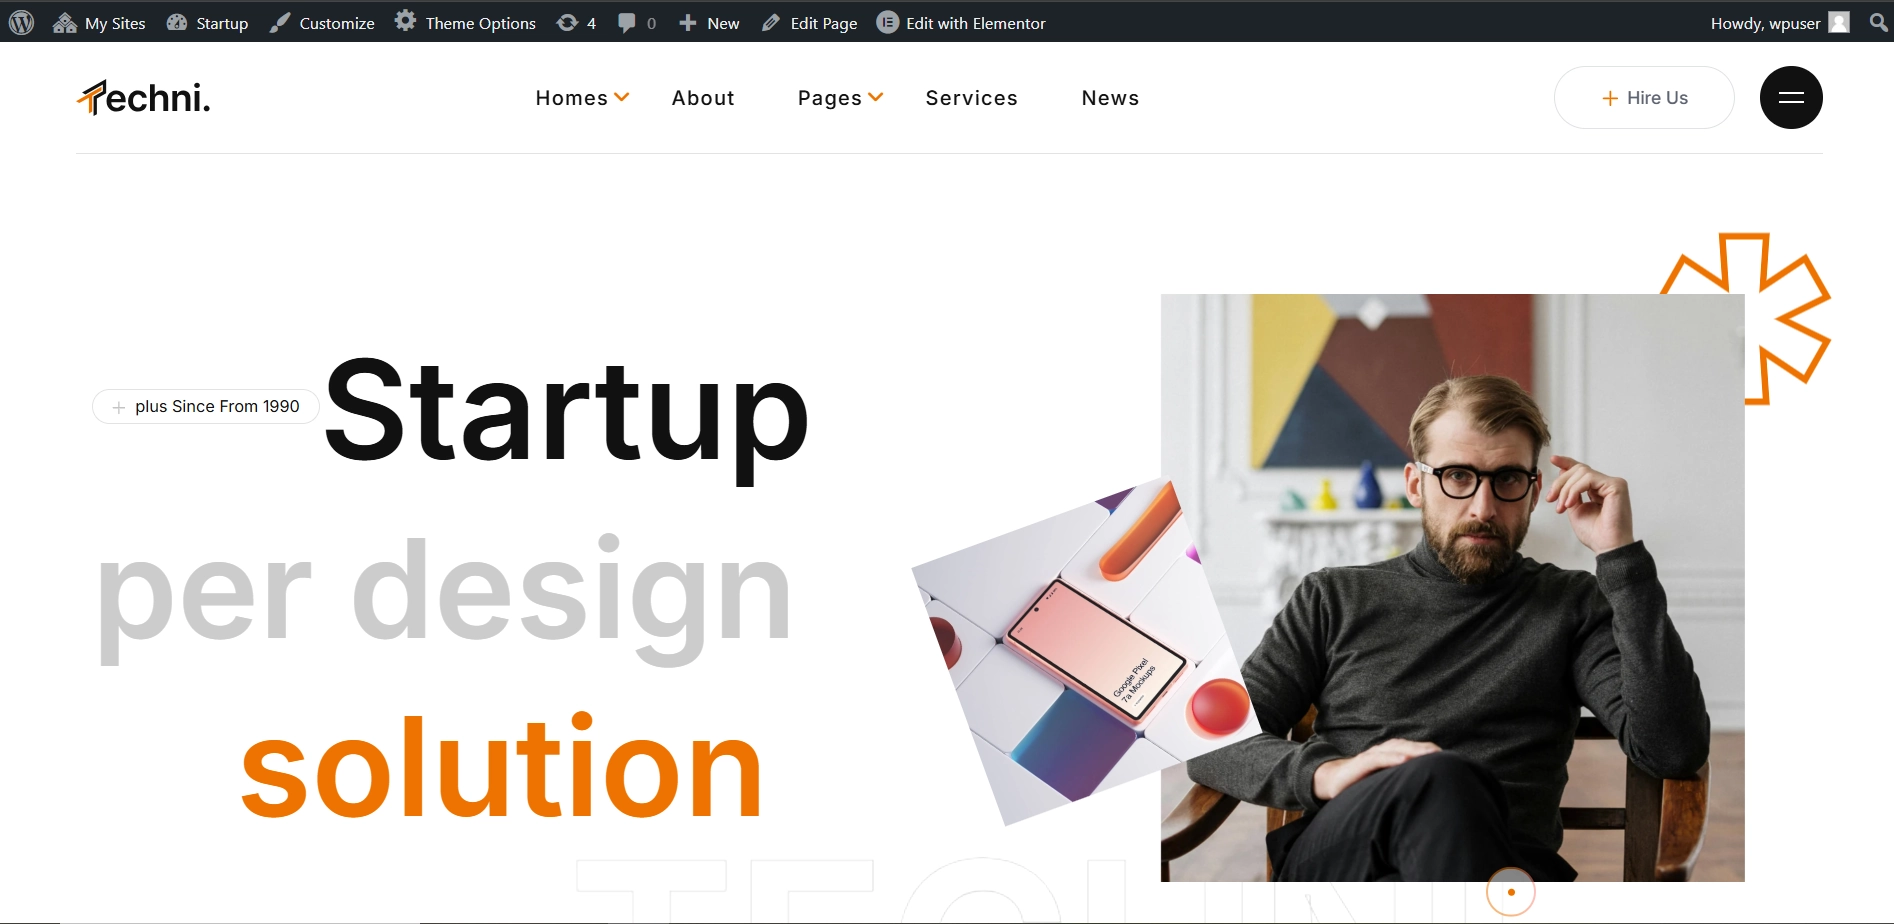 My Sites Startup Customize Theme Options 4 0 New Edit Page Edit with Elementor Howdy, wpuser
Techni. Homes About Pages Services News + Hire Us
+ plus Since From 1990 Startup
per design
solution
Google Pixel
7a Mockups
TECHNI